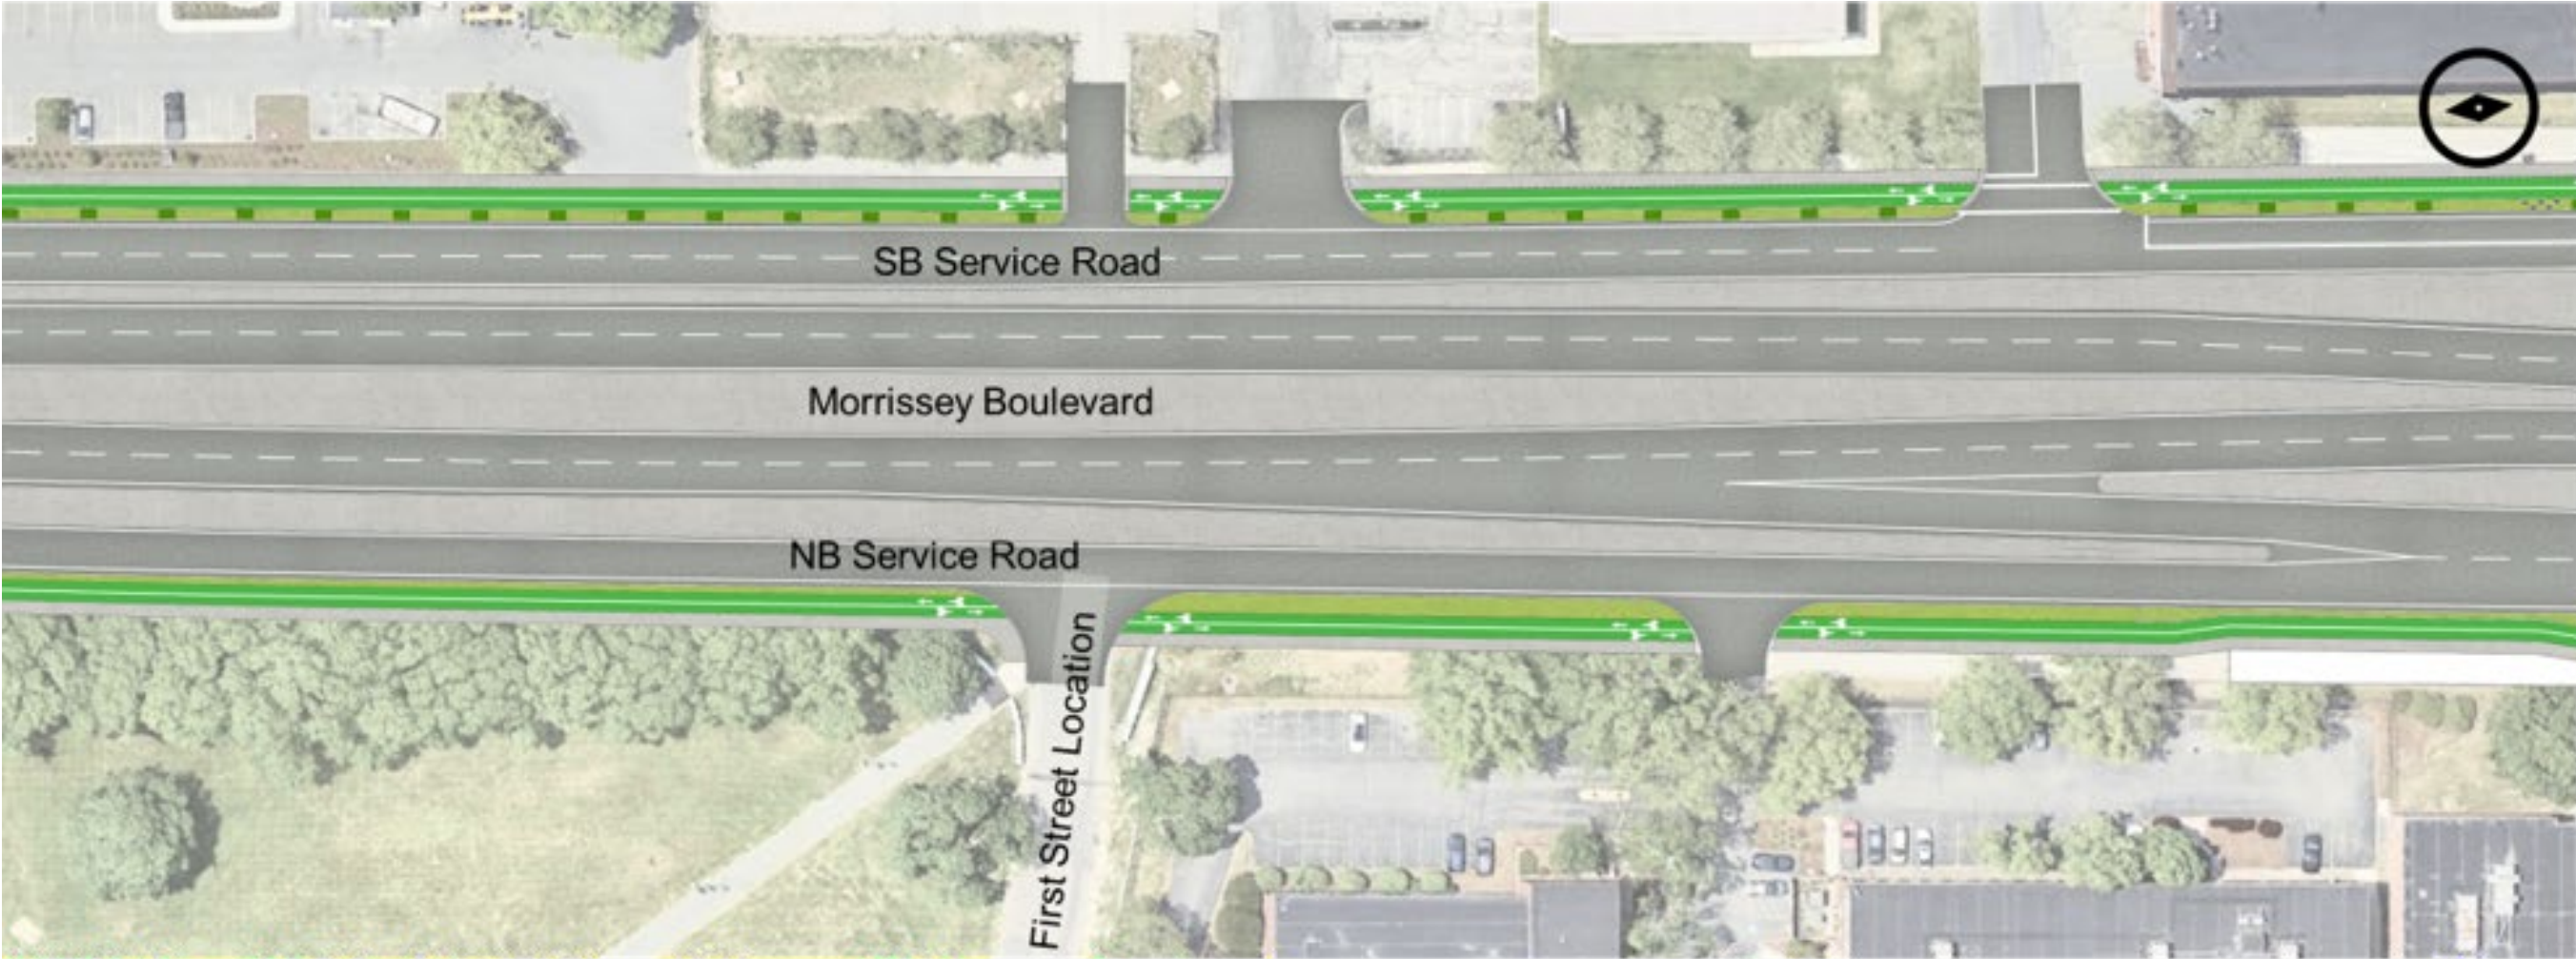 SB Service Road
Morrissey Boulevard
NB Service Road
First Street Location